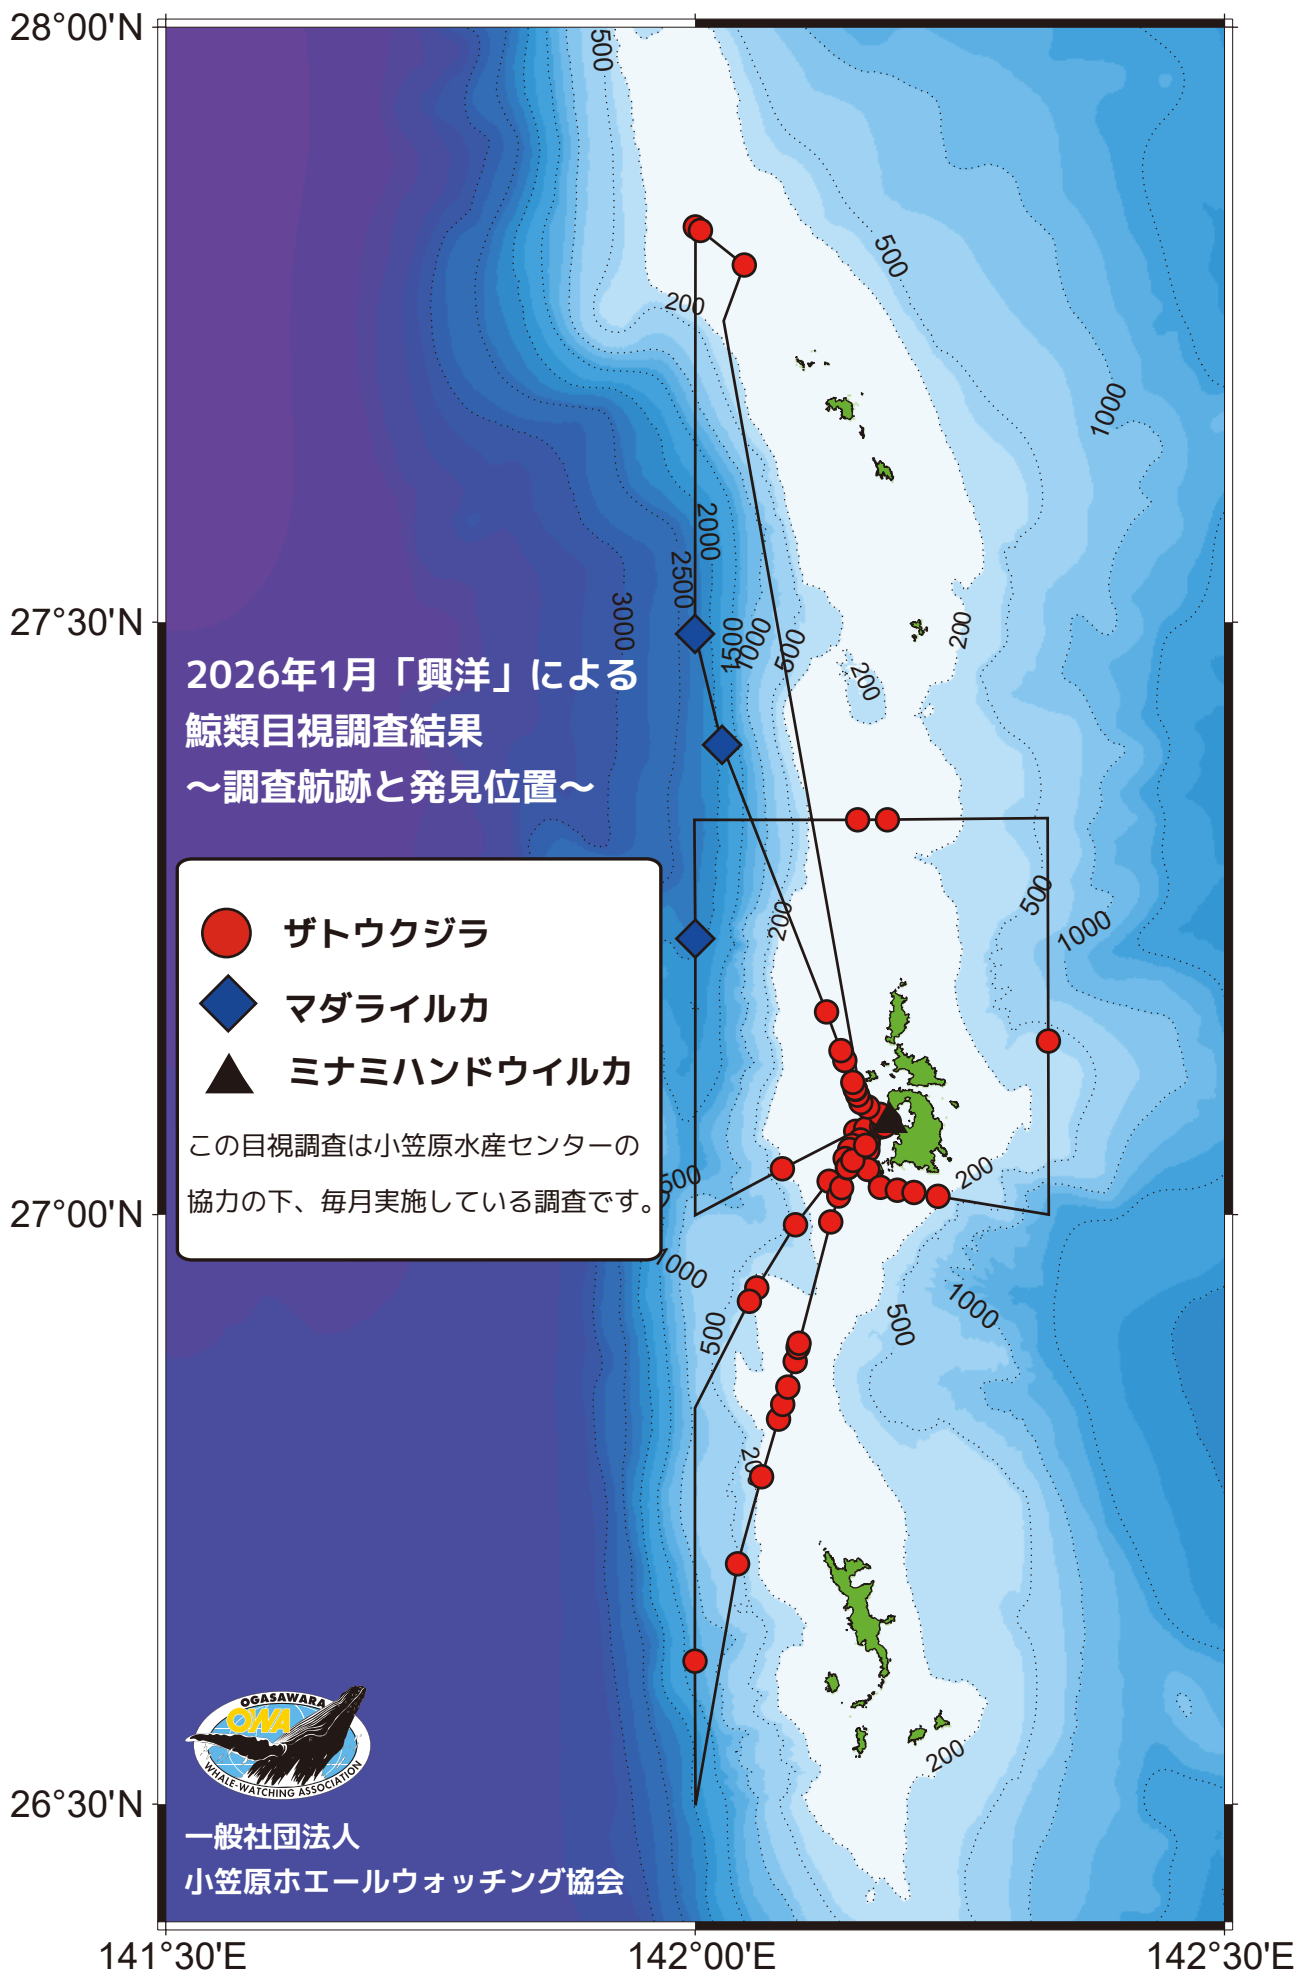 28°00'N
500
500
200
1000
2000
2500
3000
1500
1000
500
200
200
27°30'N
2026年1月「興洋」による
鯨類目視調査結果
～調査航跡と発見位置～
500
1000
200
ザトウクジラ
マダライルカ
ミナミハンドウイルカ
この目視調査は小笠原水産センターの
協力の下、毎月実施している調査です。
500
200
27°00'N
1000
500
500
1000
200
200
OGASAWARA
OWA
WHALE-WATCHING ASSOCIATION
26°30'N
一般社団法人
小笠原ホエールウォッチング協会
141°30'E
142°00'E
142°30'E